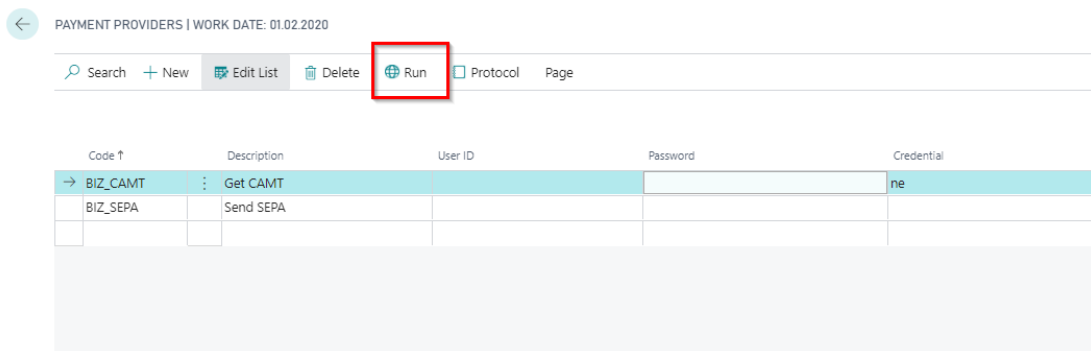 PAYMENT PROVIDERS | WORK DATE: 01.02.2020
Search New Edit List Delete Run Protocol Page
Code ↑ Description User ID Password Credential
→ BIZ_CAMT Get CAMT ne
BIZ_SEPA Send SEPA